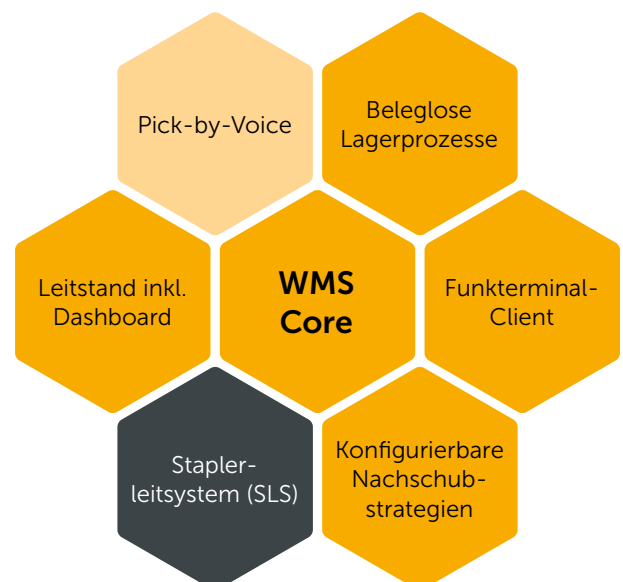 Pick-by-Voice
Beleglose
Lagerprozesse
Leitstand inkl.
Dashboard
WMS
Core
Funkterminal-
Client
Stapler-
leitsystem (SLS)
Konfigurierbare
Nachschub-
strategien